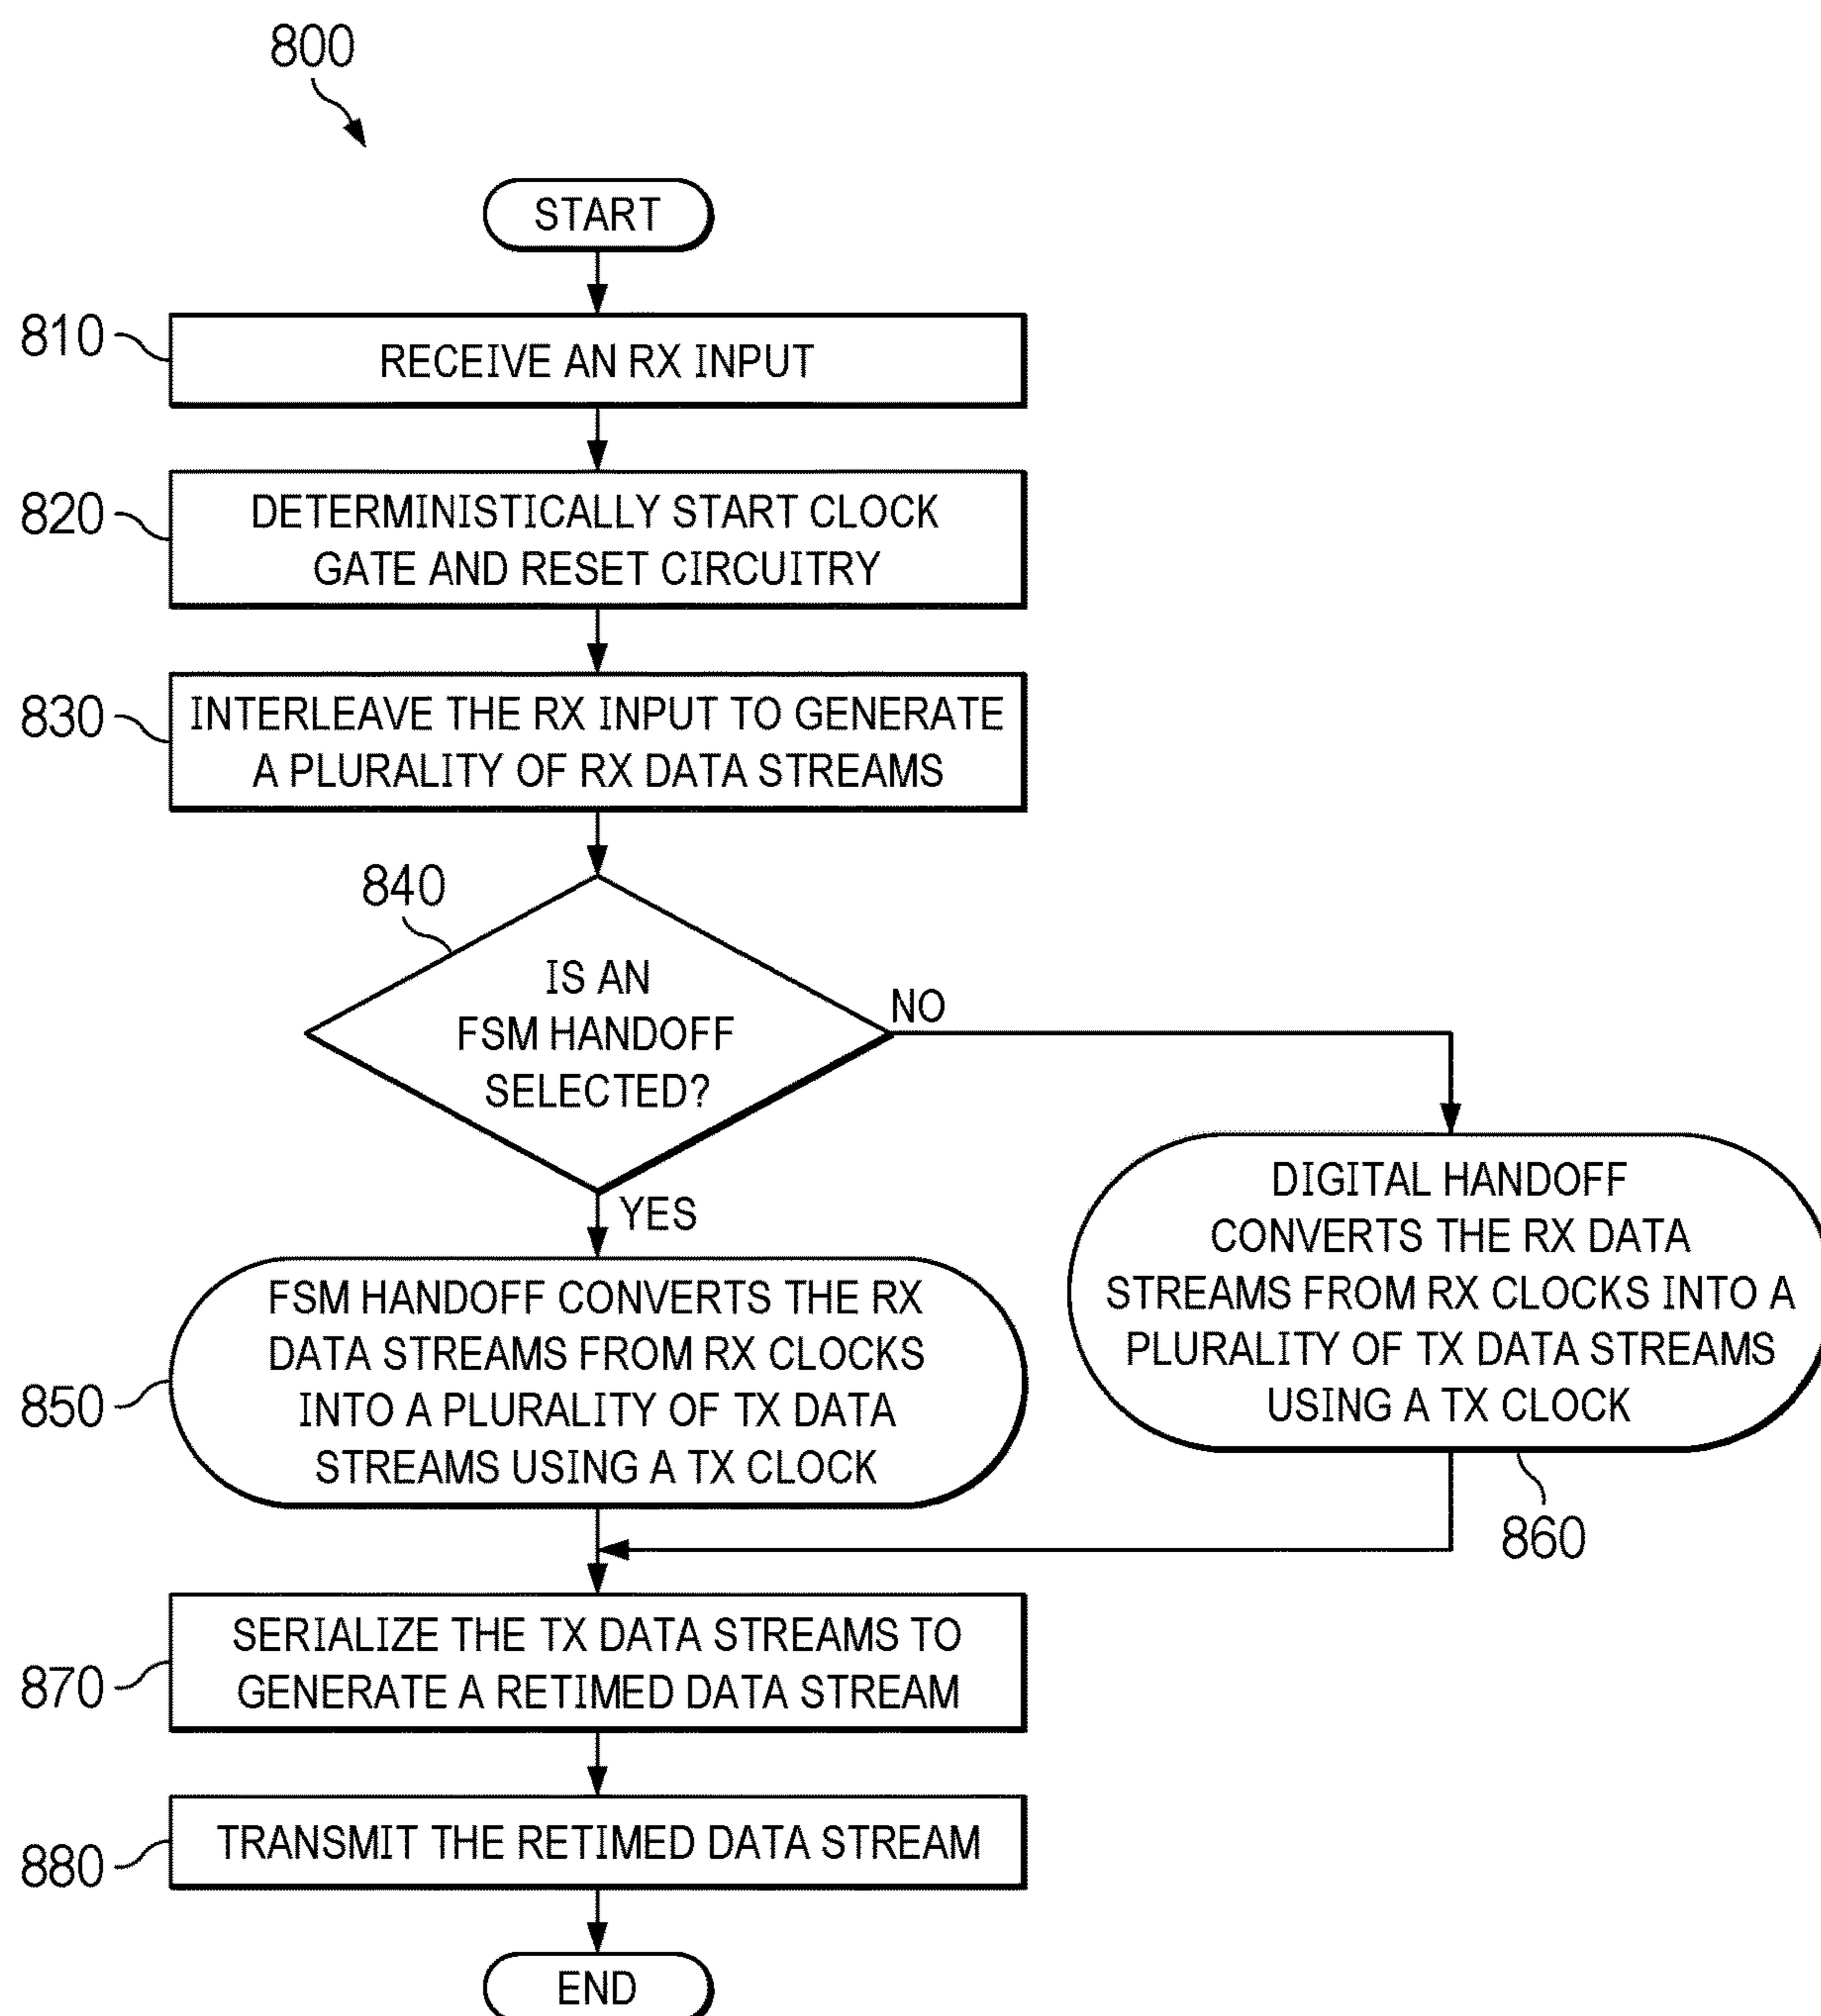 800
START
810
RECEIVE AN RX INPUT
820
DETERMINISTICALLY START CLOCK
GATE AND RESET CIRCUITRY
830
INTERLEAVE THE RX INPUT TO GENERATE
A PLURALITY OF RX DATA STREAMS
840
IS AN
FSM HANDOFF
SELECTED?
NO
YES
DIGITAL HANDOFF
CONVERTS THE RX DATA
STREAMS FROM RX CLOCKS INTO A
PLURALITY OF TX DATA STREAMS
USING A TX CLOCK
860
850
FSM HANDOFF CONVERTS THE RX
DATA STREAMS FROM RX CLOCKS
INTO A PLURALITY OF TX DATA
STREAMS USING A TX CLOCK
870
SERIALIZE THE TX DATA STREAMS TO
GENERATE A RETIMED DATA STREAM
880
TRANSMIT THE RETIMED DATA STREAM
END